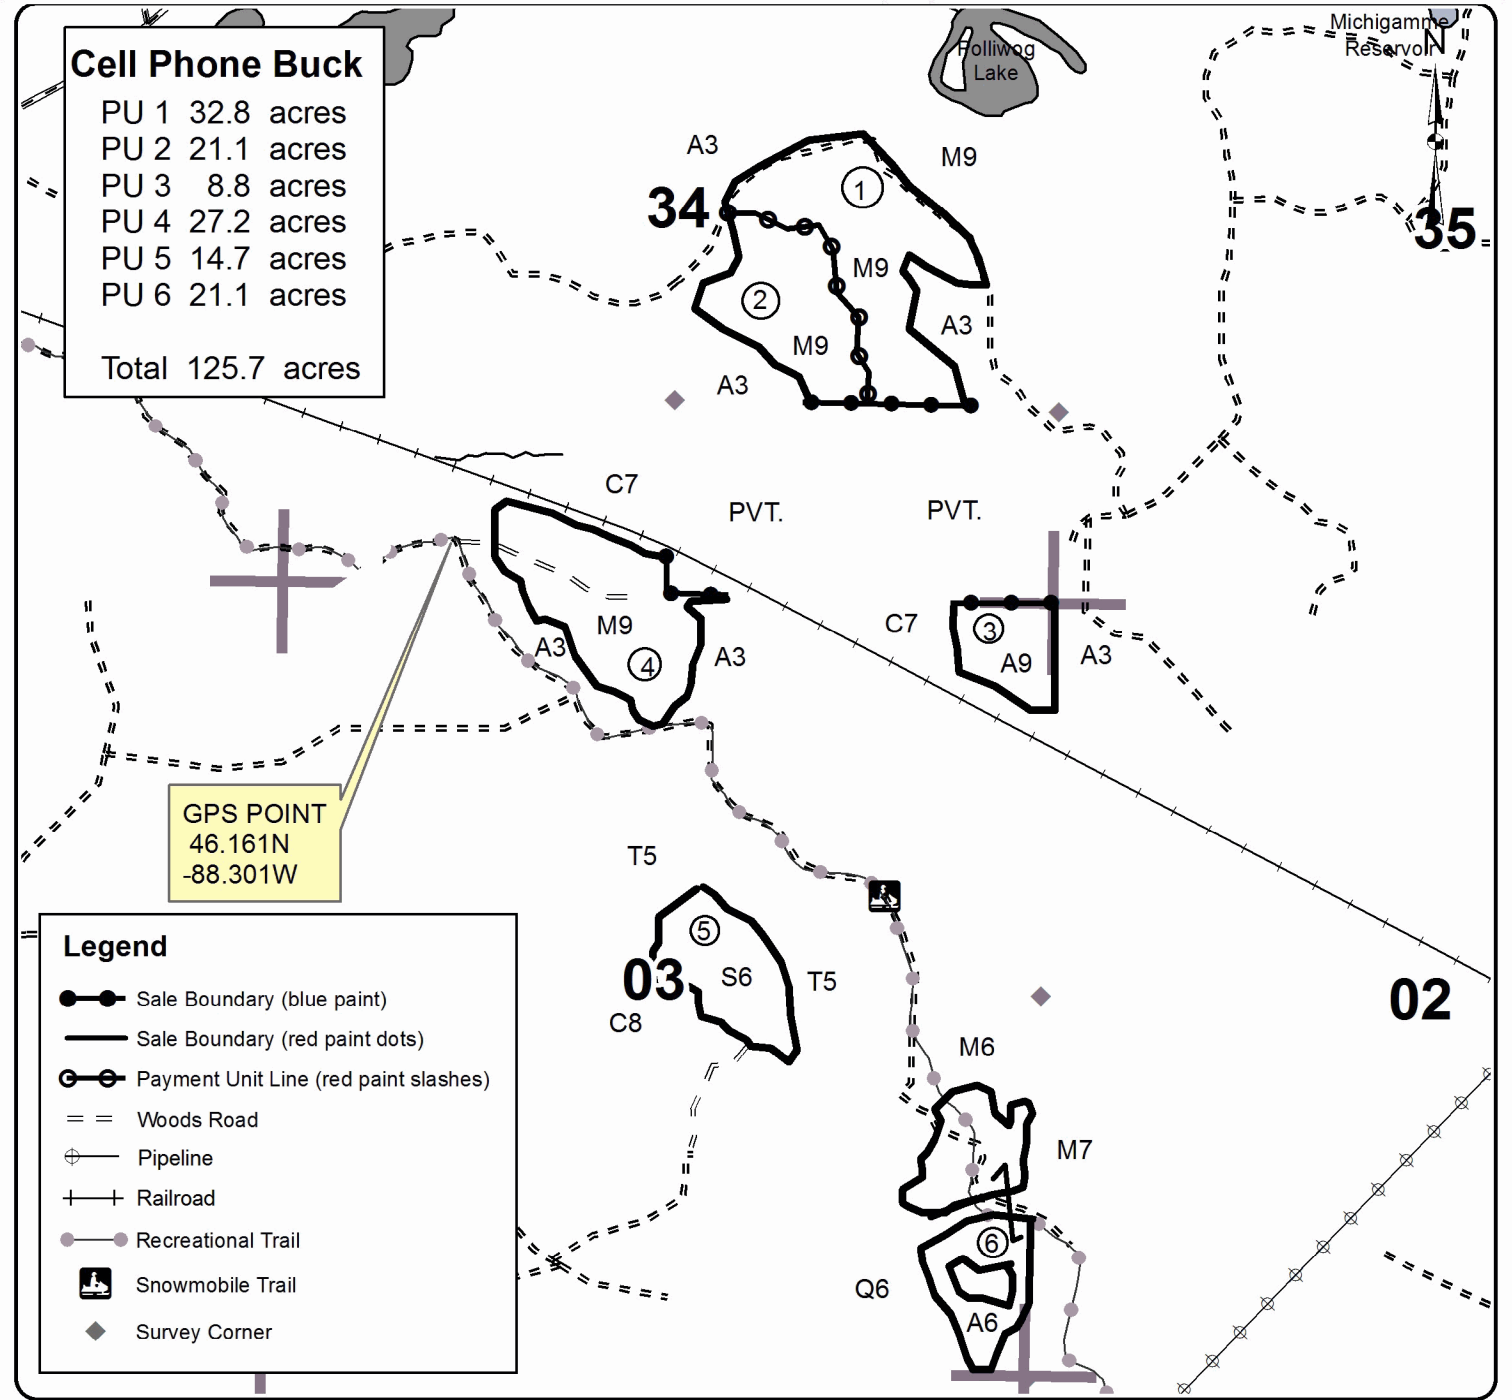 Michigamme
Reservoir
N
Polliwog
Lake
Cell Phone Buck
PU 1 32.8 acres
PU 2 21.1 acres
PU 3 8.8 acres
PU 4 27.2 acres
PU 5 14.7 acres
PU 6 21.1 acres
Total 125.7 acres
A3
M9
1
34
35
M9
2
A3
M9
A3
C7
PVT.
PVT.
C7
3
M9
A3
A3
A9
A3
4
GPS POINT
46.161N
-88.301W
T5
5
03
S6
T5
02
C8
M6
M7
6
Q6
A6
Legend
Sale Boundary (blue paint)
Sale Boundary (red paint dots)
Payment Unit Line (red paint slashes)
Woods Road
Pipeline
Railroad
Recreational Trail
Snowmobile Trail
Survey Corner